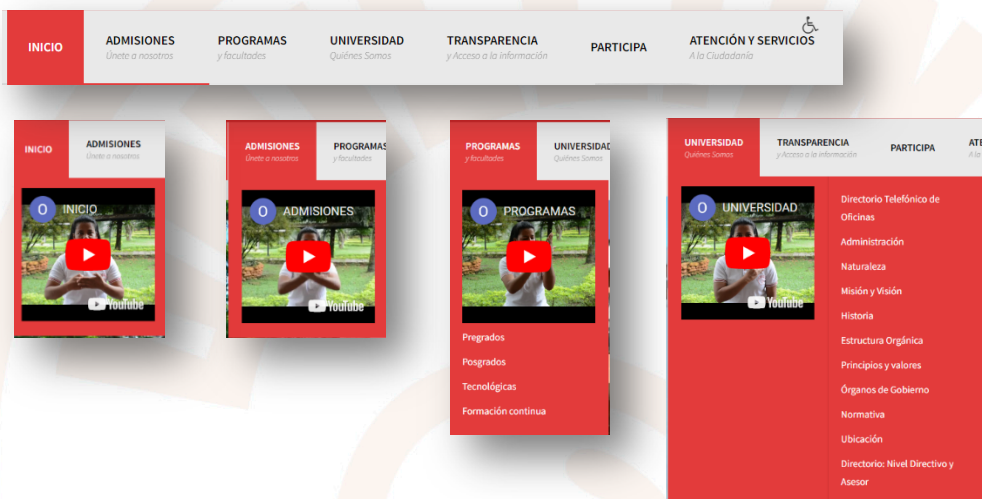 INICIO
ADMISIONES
Únete a nosotros
PROGRAMAS
y facultades
UNIVERSIDAD
Quiénes Somos
TRANSPARENCIA
y Acceso a la información
PARTICIPA
ATENCIÓN Y SERVICIOS
A la Ciudadanía
INICIO
ADMISIONES
Únete a nosotros
O INICIO
YouTube
ADMISIONES
Únete a nosotros
PROGRAMAS
y facultades
O ADMISIONES
YouTube
PROGRAMAS
y facultades
UNIVERSIDAD
Quiénes Somos
O PROGRAMAS
YouTube
Pregrados
Posgrados
Tecnológicas
Formación continua
UNIVERSIDAD
Quiénes Somos
TRANSPARENCIA
y Acceso a la información
PARTICIPA
ATE
A la
O UNIVERSIDAD
YouTube
Directorio Telefónico de
Oficinas
Administración
Naturaleza
Misión y Visión
Historia
Estructura Orgánica
Principios y valores
Órganos de Gobierno
Normativa
Ubicación
Directorio: Nivel Directivo y
Asesor